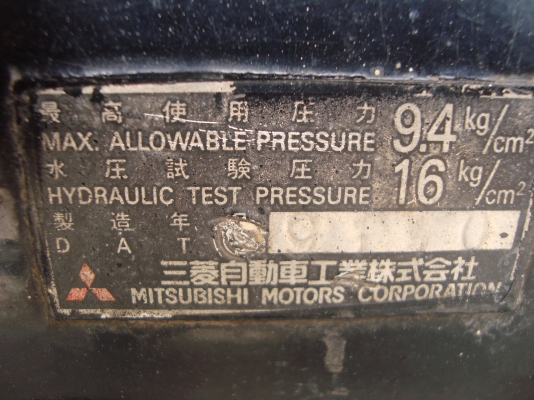 最高使用圧力 9.4 kg/cm²
MAX. ALLOWABLE PRESSURE
水圧試験圧力 16 kg/cm²
HYDRAULIC TEST PRESSURE
製造年
DAT
三菱自動車工業株式会社
MITSUBISHI MOTORS CORPORATION